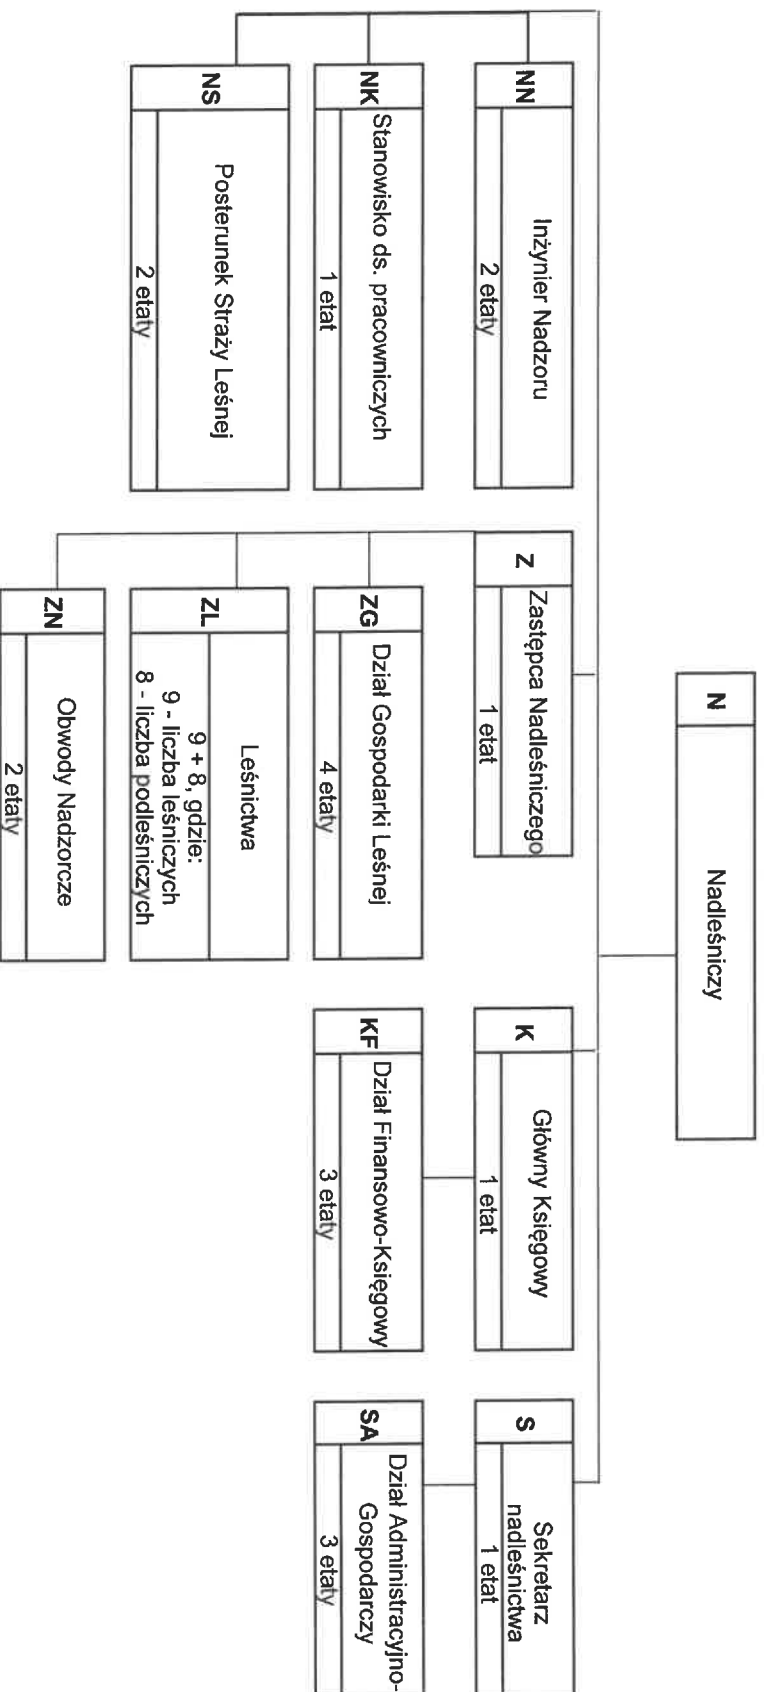 N
Nadleśniczy
NN
Inżynier Nadzoru
2 etaty
NK
Stanowisko ds. pracowniczych
1 etat
NS
Posterunek Straży Leśnej
2 etaty
Z
Zastępca Nadleśniczego
1 etat
ZG
Dział Gospodarki Leśnej
4 etaty
ZL
Leśnictwa
9 + 8, gdzie:
9 - liczba leśniczych
8 - liczba podleśniczych
ZN
Obwody Nadzorcze
2 etaty
K
Główny Księgowy
1 etat
KF
Dział Finansowo-Księgowy
3 etaty
S
Sekretarz
nadleśnictwa
1 etat
SA
Dział Administracyjno-
Gospodarczy
3 etaty